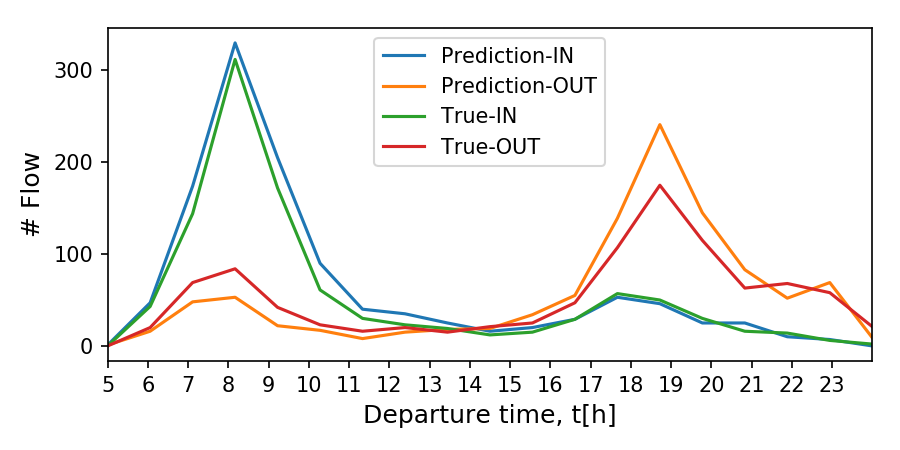 300
200
100
0
# Flow
Prediction-IN
Prediction-OUT
True-IN
True-OUT
5 6 7 8 9 10 11 12 13 14 15 16 17 18 19 20 21 22 23
Departure time, t[h]